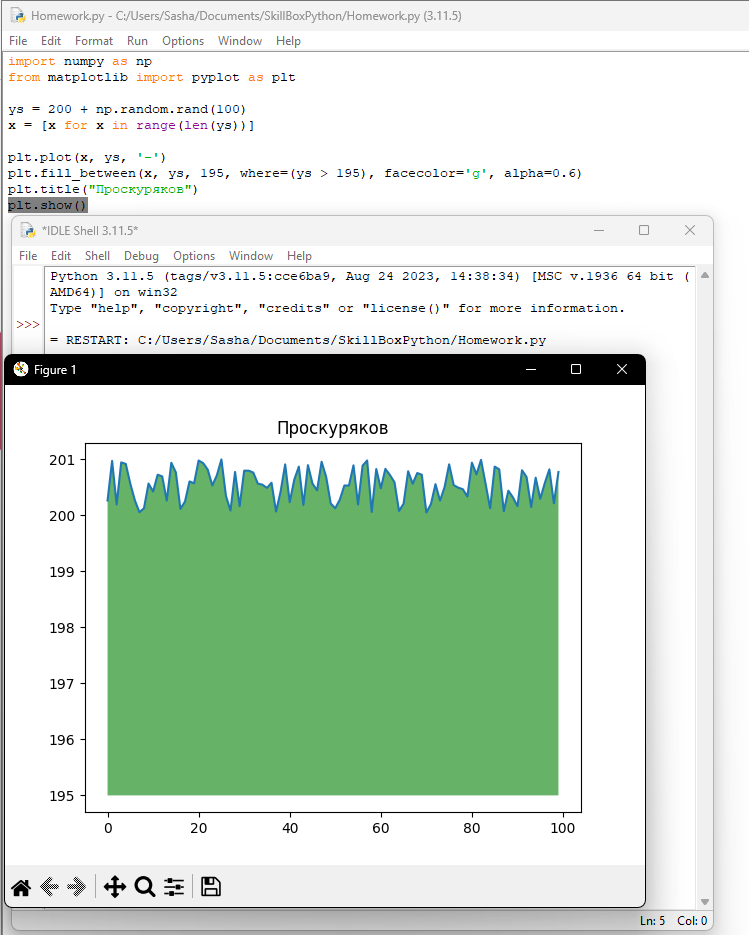 Homework.py - C:/Users/Sasha/Documents/SkillBoxPython/Homework.py (3.11.5)
File Edit Format Run Options Window Help
import numpy as np
from matplotlib import pyplot as plt
ys = 200 + np.random.rand(100)
x = [x for x in range(len(ys))]
plt.plot(x, ys, '-')
plt.fill_between(x, ys, 195, where=(ys > 195), facecolor='g', alpha=0.6)
plt.title("Проскуряков")
plt.show()
*IDLE Shell 3.11.5*
File Edit Shell Debug Options Window Help
Python 3.11.5 (tags/v3.11.5:cce6ba9, Aug 24 2023, 14:38:34) [MSC v.1936 64 bit (
AMD64)] on win32
Type "help", "copyright", "credits" or "license()" for more information.
>>>
= RESTART: C:/Users/Sasha/Documents/SkillBoxPython/Homework.py
Figure 1
Проскуряков
201
200
199
198
197
196
195
0 20 40 60 80 100
Ln: 5 Col: 0